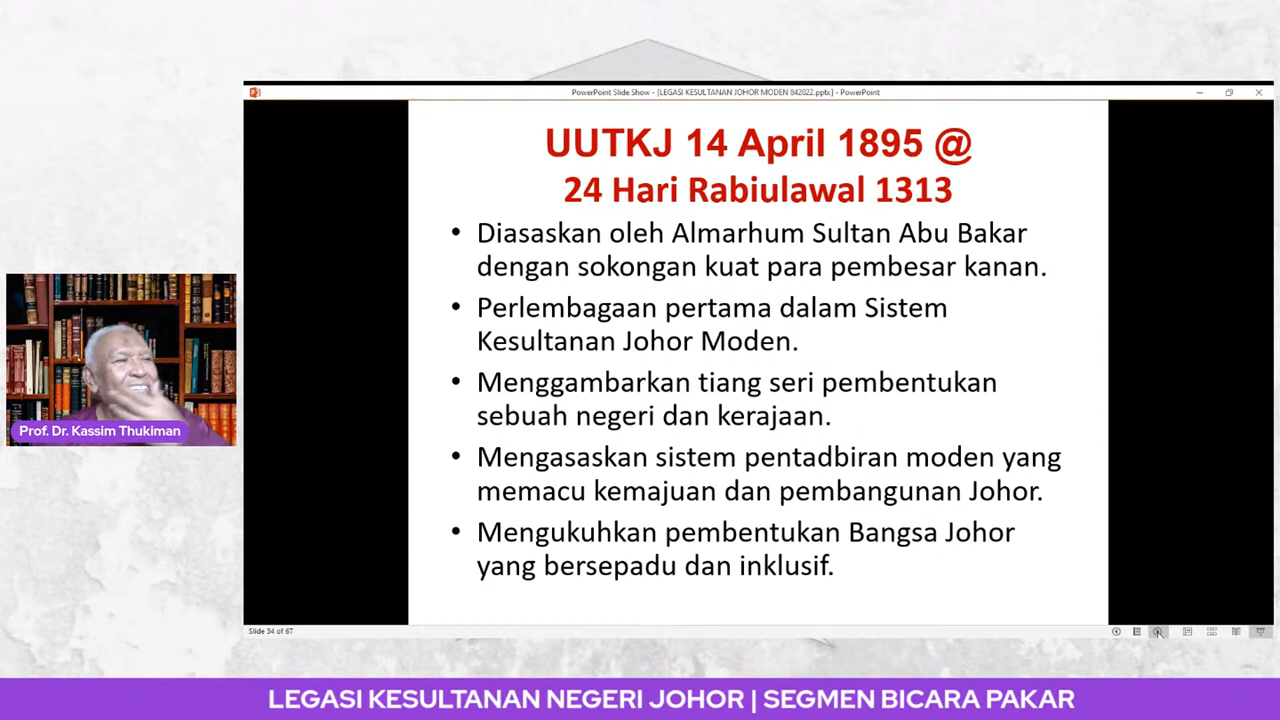 PowerPoint Slide Show - [LEGASI KESULTANAN JOHOR MODEN 842022.pptx] - PowerPoint
UUTKJ 14 April 1895 @
24 Hari Rabiulawal 1313
• Diasaskan oleh Almarhum Sultan Abu Bakar
dengan sokongan kuat para pembesar kanan.
• Perlembagaan pertama dalam Sistem
Kesultanan Johor Moden.
• Menggambarkan tiang seri pembentukan
sebuah negeri dan kerajaan.
• Mengasaskan sistem pentadbiran moden yang
memacu kemajuan dan pembangunan Johor.
• Mengukuhkan pembentukan Bangsa Johor
yang bersepadu dan inklusif.
Prof. Dr. Kassim Thukiman
Slide 34 of 67
LEGASI KESULTANAN NEGERI JOHOR | SEGMEN BICARA PAKAR